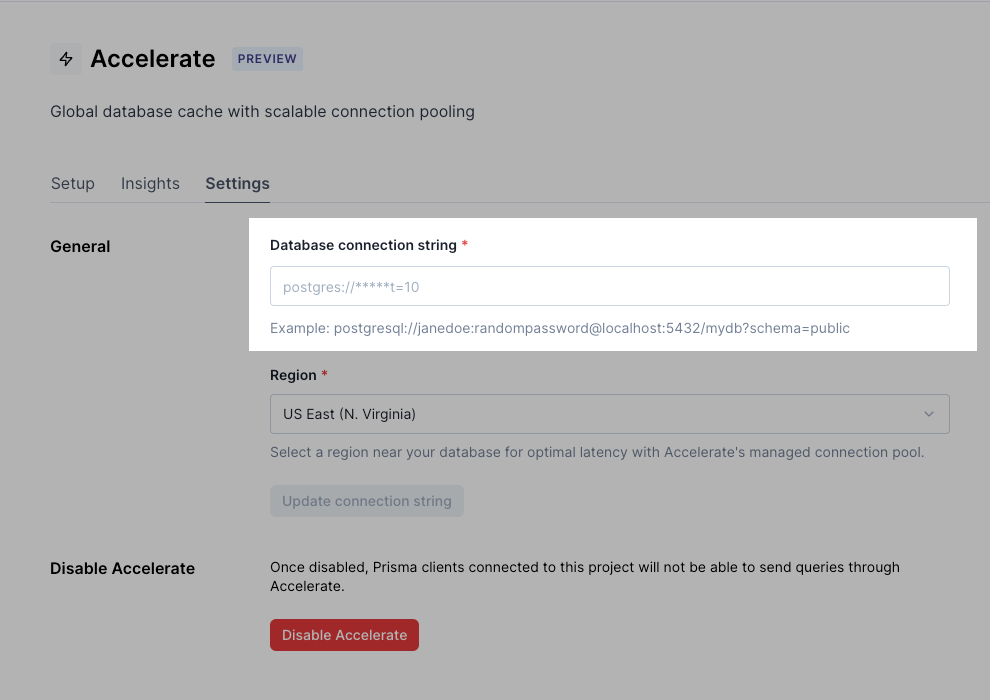 Accelerate PREVIEW
Global database cache with scalable connection pooling
Setup Insights Settings
General
Database connection string *
postgres://*****t=10
Example: postgresql://janedoe:randompassword@localhost:5432/mydb?schema=public
Region *
US East (N. Virginia)
Select a region near your database for optimal latency with Accelerate's managed connection pool.
Update connection string
Disable Accelerate
Once disabled, Prisma clients connected to this project will not be able to send queries through
Accelerate.
Disable Accelerate